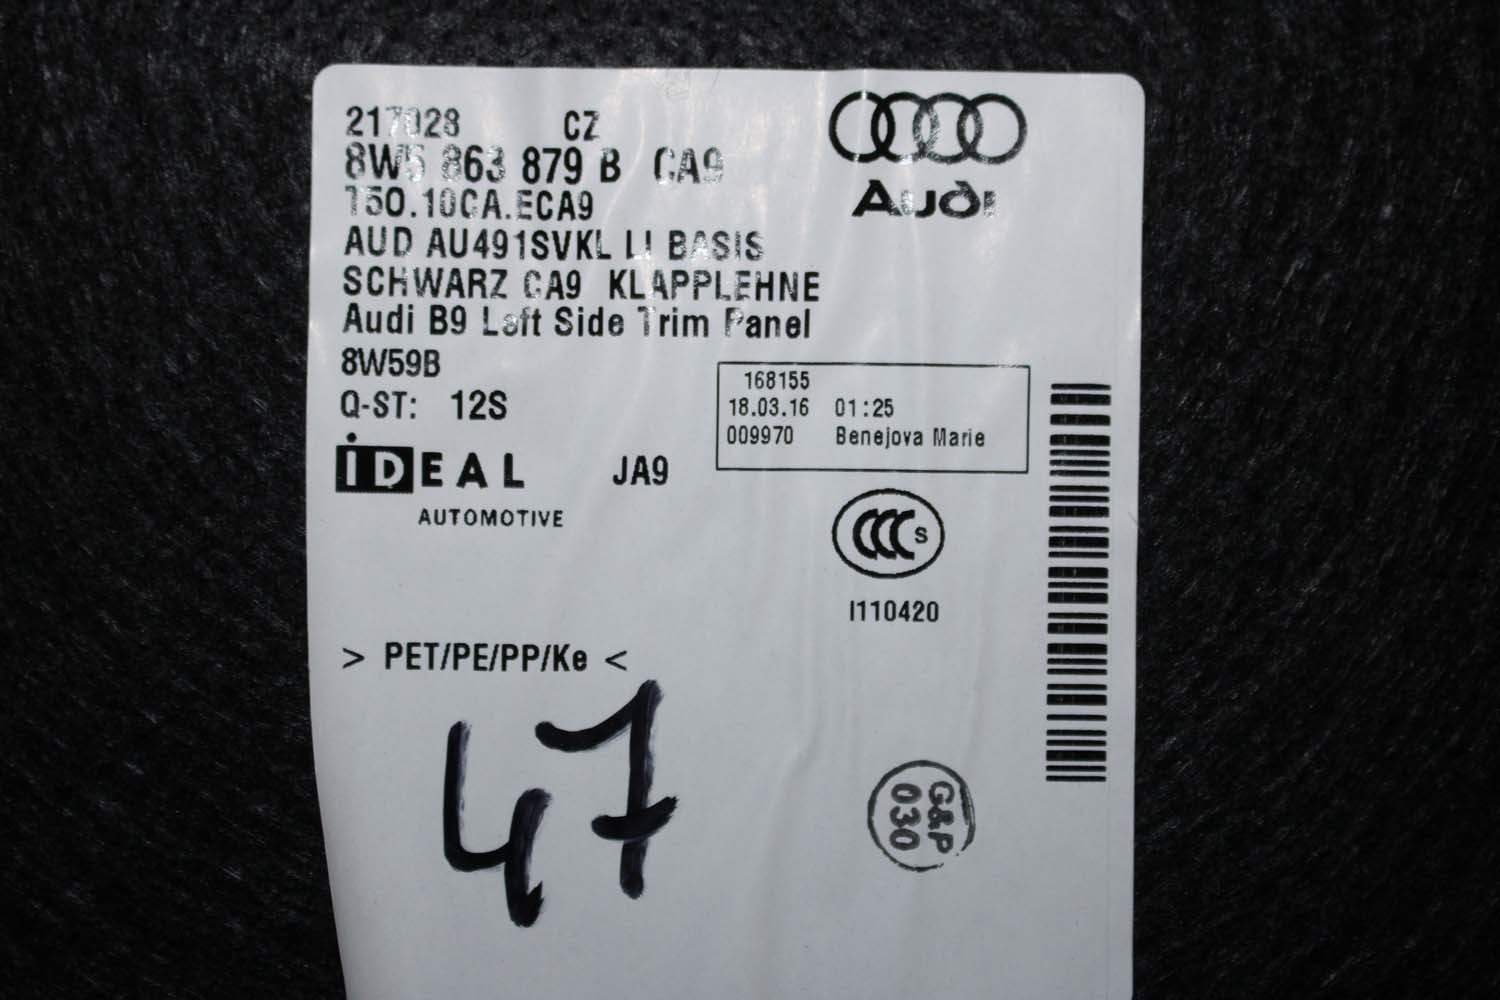 217028 CZ
8W5 863 879 B CA9
T50.10CA.ECA9
AUD AU491SVKL LI BASIS
SCHWARZ CA9 KLAPPLEHNE
Audi B9 Left Side Trim Panel
8W59B
Q-ST: 12S
Audi
168155
18.03.16 01:25
009970 Benejova Marie
IDEAL JA9
AUTOMOTIVE
CCC S
I110420
> PET/PE/PP/Ke <
47
G&P
030